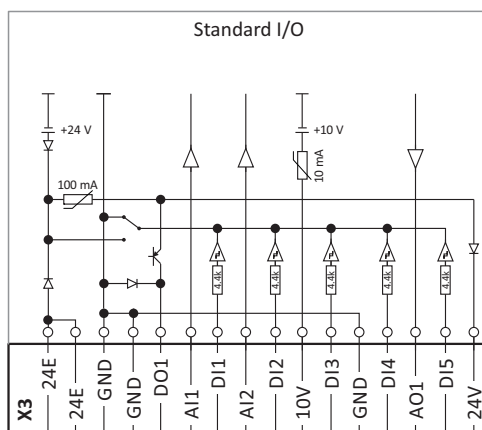 Standard I/O
+24 V
+10 V
100 mA
10 mA
4.4k
4.4k
4.4k
4.4k
4.4k
X3
24E
24E
GND
GND
DO1
AI1
DI1
AI2
DI2
10V
DI3
GND
DI4
AO1
DI5
24V